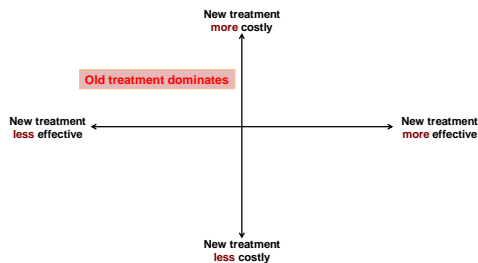 New treatment
more costly
Old treatment dominates
New treatment
less effective
New treatment
more effective
New treatment
less costly